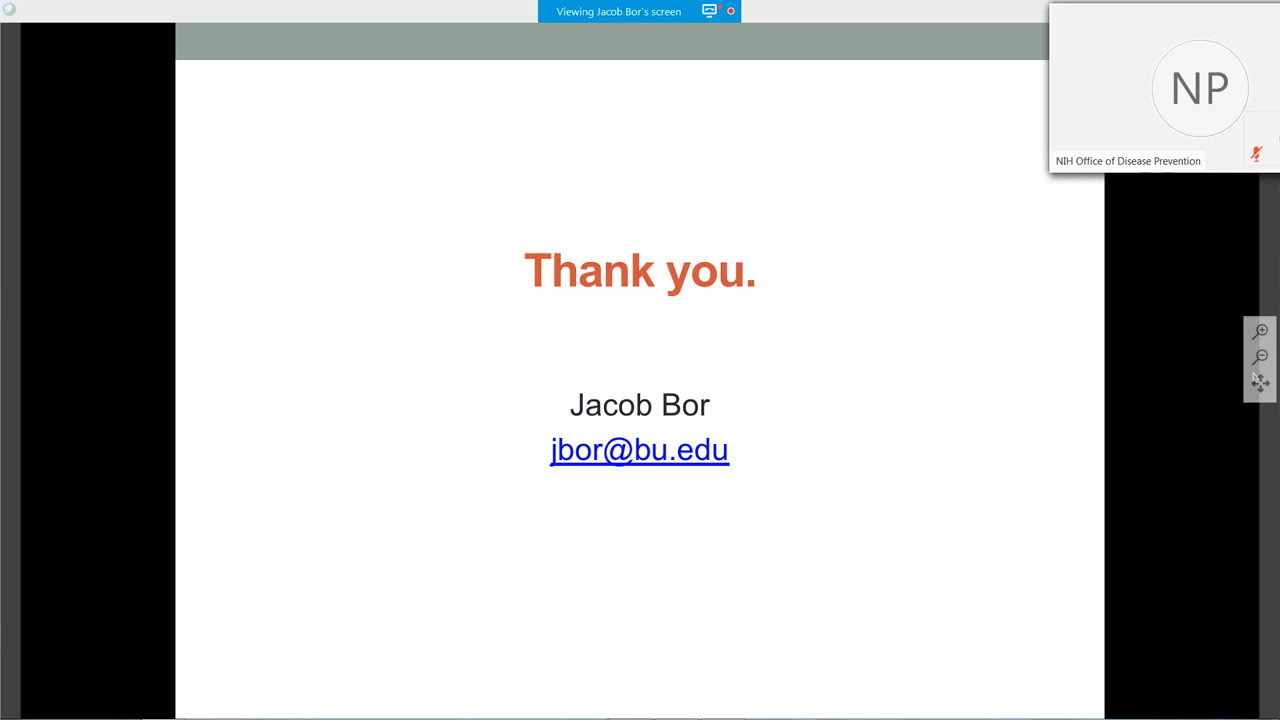 Viewing Jacob Bor's screen
NP
NIH Office of Disease Prevention
Thank you.
Jacob Bor
jbor@bu.edu